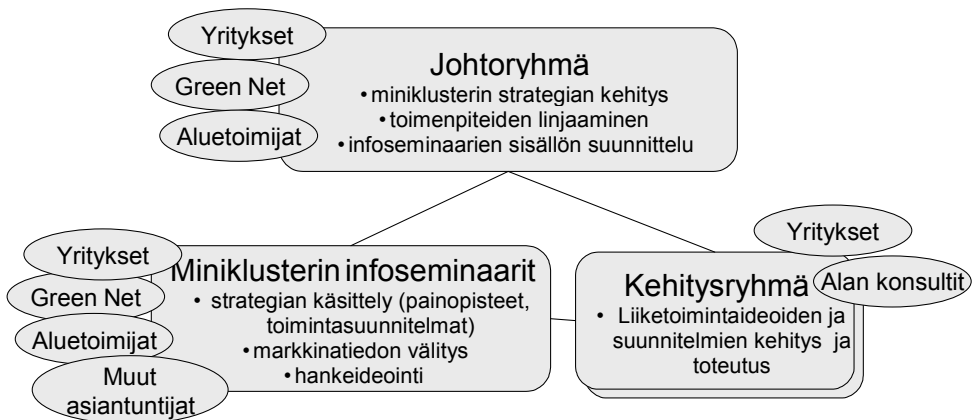 Yritykset
Green Net
Aluetoimijat
Johtoryhmä
• miniklusterin strategian kehitys
• toimenpiteiden linjaaminen
• infoseminaarien sisällön suunnittelu
Yritykset
Green Net
Aluetoimijat
Muut
asiantuntijat
Miniklusterin infoseminaarit
• strategian käsittely (painopisteet,
toimintasuunnitelmat)
• markkinatiedon välitys
• hankeideointi
Yritykset
Alan konsultit
Kehitysryhmä
• Liiketoimintaideoiden ja
suunnitelmien kehitys ja
toteutus